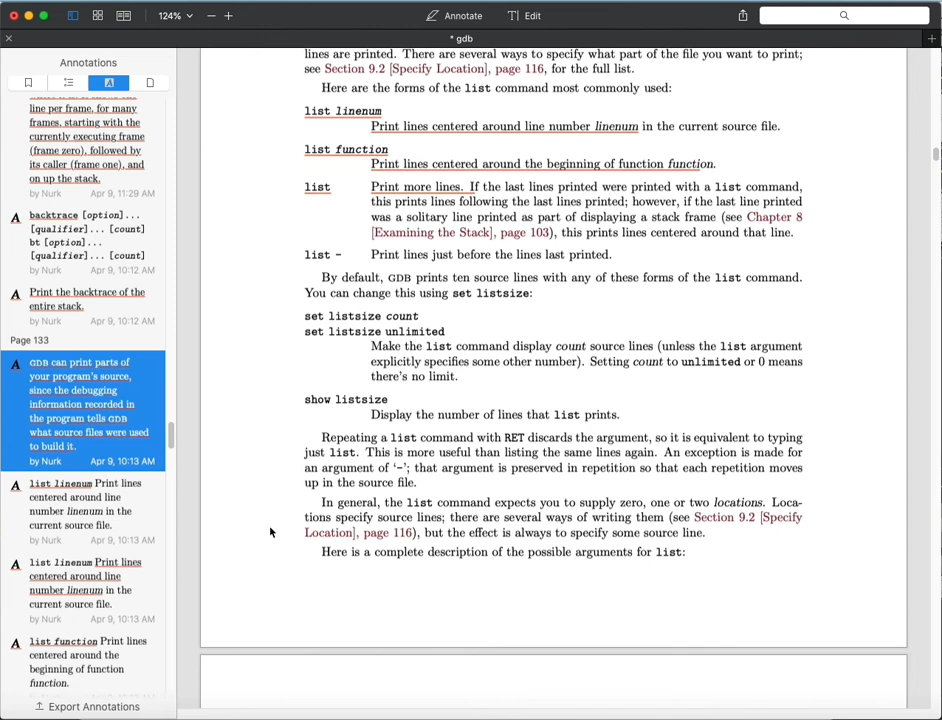 124%
Annotate
Edit
* gdb
Annotations
line per frame, for many
frames, starting with the
currently executing frame
(frame zero), followed by
its caller (frame one), and
on up the stack.
by Nurk Apr 9, 11:29 AM
backtrace [option]...
[qualifier]... [count]
bt [option]...
[qualifier]... [count]
by Nurk Apr 9, 10:12 AM
Print the backtrace of the
entire stack.
by Nurk Apr 9, 10:12 AM
Page 133
GDB can print parts of
your program's source,
since the debugging
information recorded in
the program tells GDB
what source files were used
to build it.
by Nurk Apr 9, 10:13 AM
list linenum Print lines
centered around line
number linenum in the
current source file.
by Nurk Apr 9, 10:13 AM
list linenum Print lines
centered around line
number linenum in the
current source file.
by Nurk Apr 9, 10:13 AM
list function Print lines
centered around the
beginning of function
function.
Export Annotations
lines are printed. There are several ways to specify what part of the file you want to print;
see Section 9.2 [Specify Location], page 116, for the full list.
Here are the forms of the list command most commonly used:
list linenum
Print lines centered around line number linenum in the current source file.
list function
Print lines centered around the beginning of function function.
list Print more lines. If the last lines printed were printed with a list command,
this prints lines following the last lines printed; however, if the last line printed
was a solitary line printed as part of displaying a stack frame (see Chapter 8
[Examining the Stack], page 103), this prints lines centered around that line.
list - Print lines just before the lines last printed.
By default, GDB prints ten source lines with any of these forms of the list command.
You can change this using set listsize:
set listsize count
set listsize unlimited
Make the list command display count source lines (unless the list argument
explicitly specifies some other number). Setting count to unlimited or 0 means
there's no limit.
show listsize
Display the number of lines that list prints.
Repeating a list command with RET discards the argument, so it is equivalent to typing
just list. This is more useful than listing the same lines again. An exception is made for
an argument of ‘-’; that argument is preserved in repetition so that each repetition moves
up in the source file.
In general, the list command expects you to supply zero, one or two locations. Loca-
tions specify source lines; there are several ways of writing them (see Section 9.2 [Specify
Location], page 116), but the effect is always to specify some source line.
Here is a complete description of the possible arguments for list: